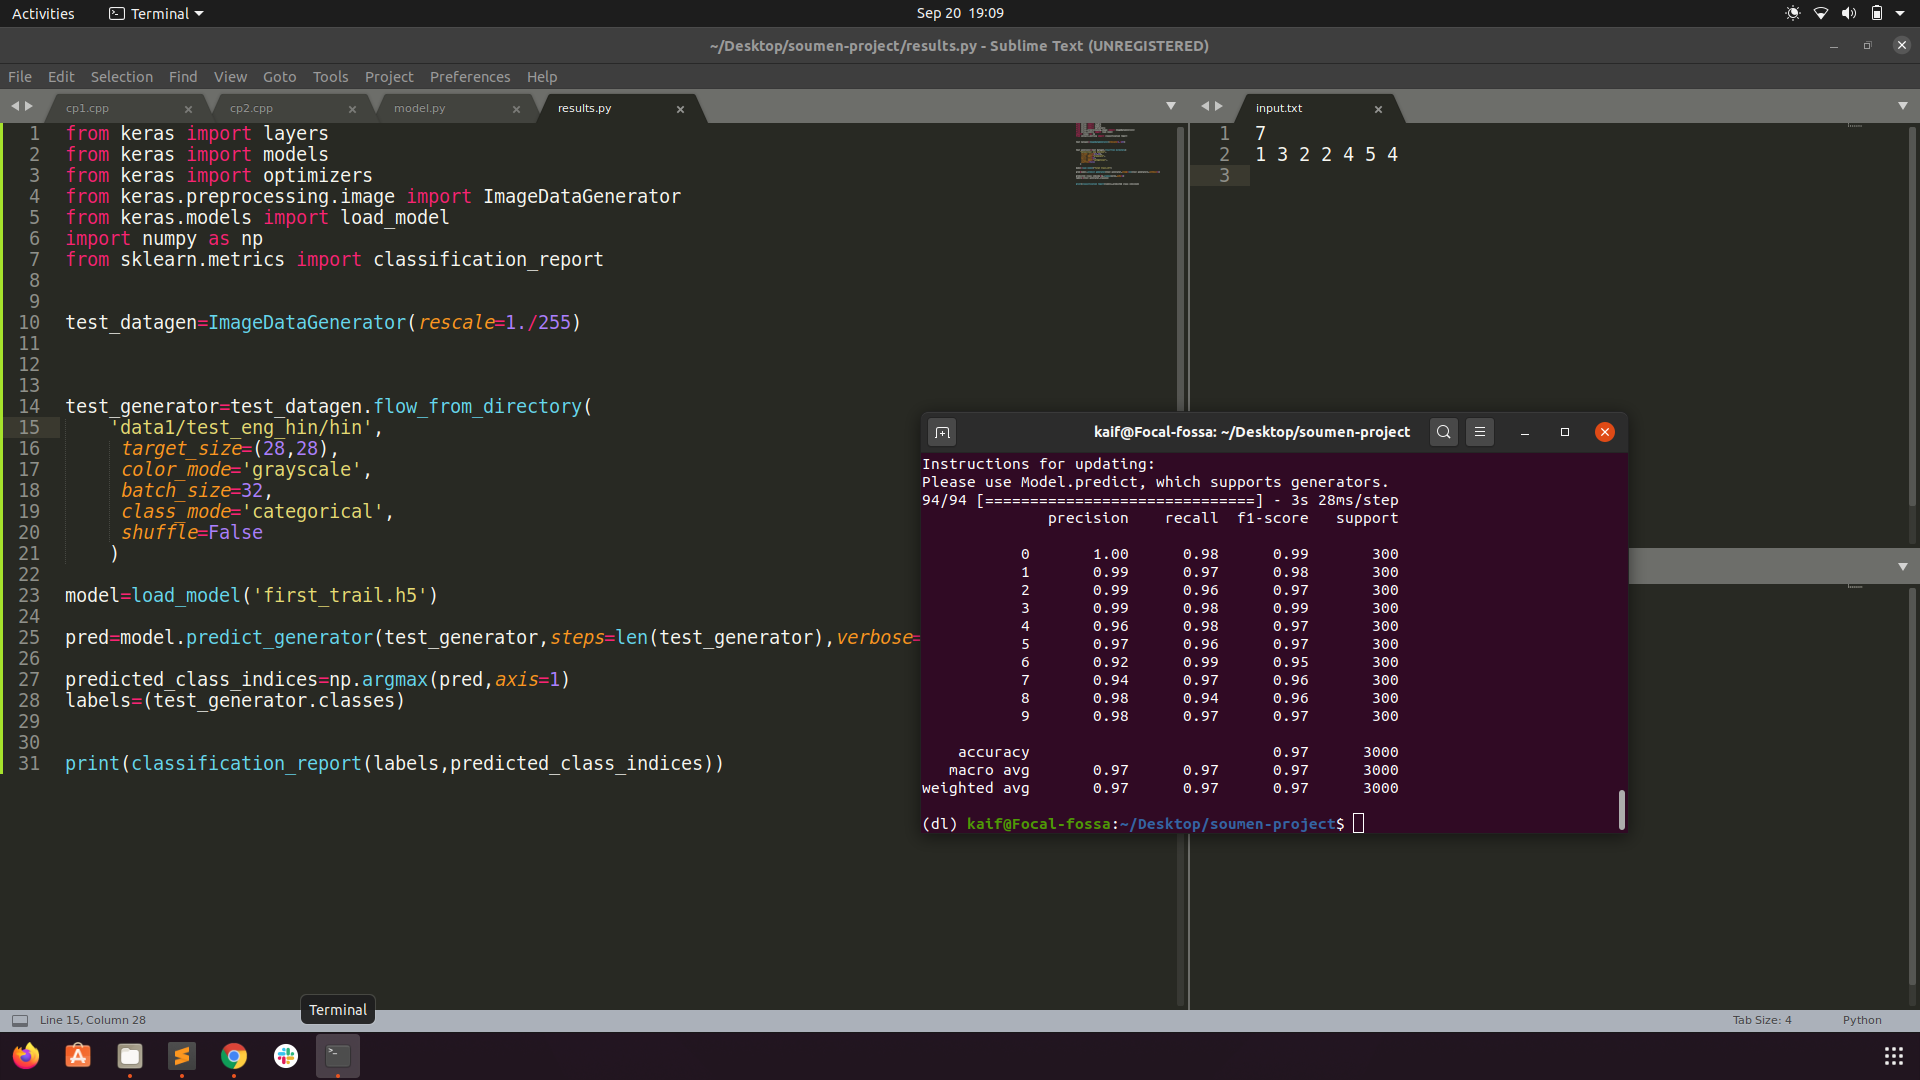 Activities
Terminal
Sep 20 19:09
~/Desktop/soumen-project/results.py - Sublime Text (UNREGISTERED)
File Edit Selection Find View Goto Tools Project Preferences Help
cp1.cpp
cp2.cpp
model.py
results.py
1 from keras import layers
2 from keras import models
3 from keras import optimizers
4 from keras.preprocessing.image import ImageDataGenerator
5 from keras.models import load_model
6 import numpy as np
7 from sklearn.metrics import classification_report
8
9
10 test_datagen=ImageDataGenerator(rescale=1./255)
11
12
13
14 test_generator=test_datagen.flow_from_directory(
15 'data1/test_eng_hin/hin',
16 target_size=(28,28),
17 color_mode='grayscale',
18 batch_size=32,
19 class_mode='categorical',
20 shuffle=False
21 )
22
23 model=load_model('first_trail.h5')
24
25 pred=model.predict_generator(test_generator,steps=len(test_generator),verbose=
26
27 predicted_class_indices=np.argmax(pred,axis=1)
28 labels=(test_generator.classes)
29
30
31 print(classification_report(labels,predicted_class_indices))
input.txt
1 7
2 1 3 2 2 4 5 4
3
kaif@Focal-fossa: ~/Desktop/soumen-project
Instructions for updating:
Please use Model.predict, which supports generators.
94/94 [==============================] - 3s 28ms/step
precision recall f1-score support
0 1.00 0.98 0.99 300
1 0.99 0.97 0.98 300
2 0.99 0.96 0.97 300
3 0.99 0.98 0.99 300
4 0.96 0.98 0.97 300
5 0.97 0.96 0.97 300
6 0.92 0.99 0.95 300
7 0.94 0.97 0.96 300
8 0.98 0.94 0.96 300
9 0.98 0.97 0.97 300
accuracy 0.97 3000
macro avg 0.97 0.97 0.97 3000
weighted avg 0.97 0.97 0.97 3000
(dl) kaif@Focal-fossa:~/Desktop/soumen-project$
Terminal
Line 15, Column 28
Tab Size: 4
Python